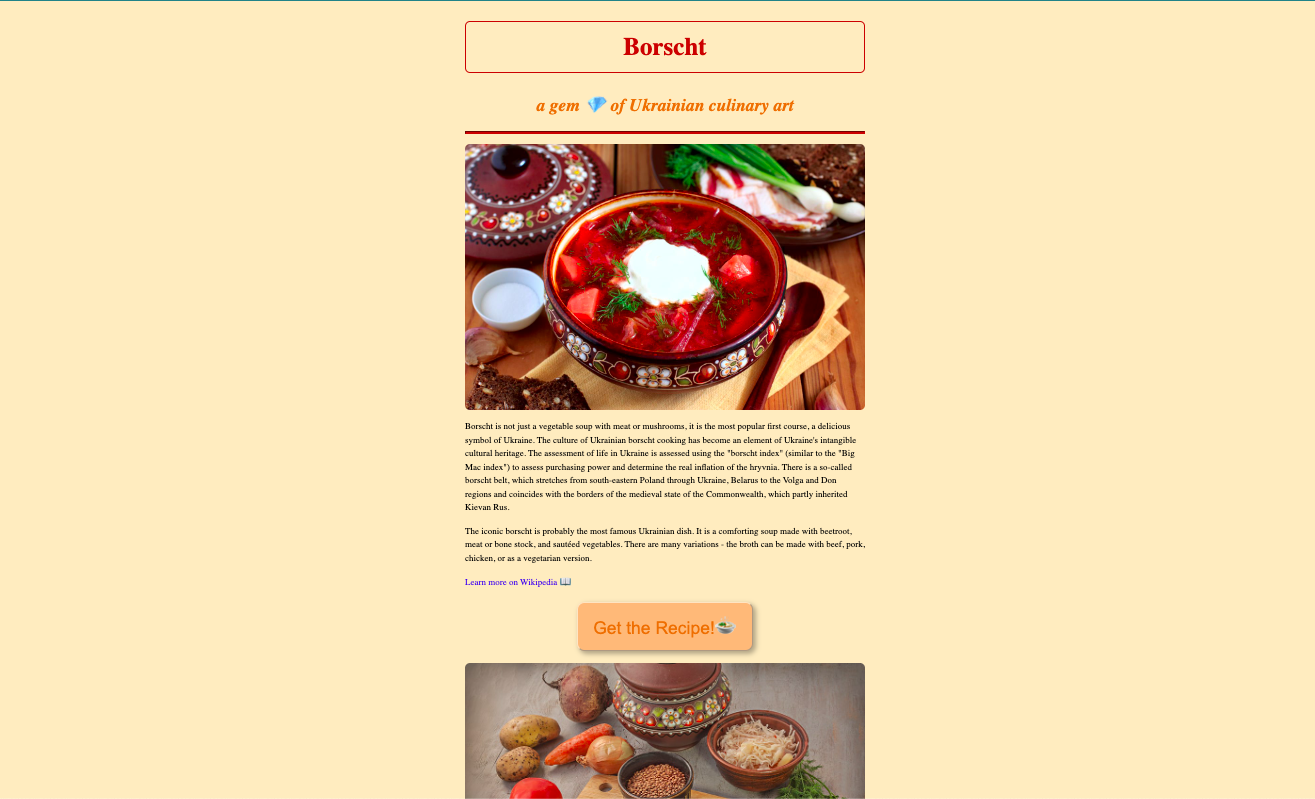 Borscht
a gem 💎 of Ukrainian culinary art
Borscht is not just a vegetable soup with meat or mushrooms, it is the most popular first course, a delicious
symbol of Ukraine. The culture of Ukrainian borscht cooking has become an element of Ukraine's intangible
cultural heritage. The assessment of life in Ukraine is assessed using the "borscht index" (similar to the "Big
Mac index") to assess purchasing power and determine the real inflation of the hryvnia. There is a so-called
borscht belt, which stretches from south-eastern Poland through Ukraine, Belarus to the Volga and Don
regions and coincides with the borders of the medieval state of the Commonwealth, which partly inherited
Kievan Rus.
The iconic borscht is probably the most famous Ukrainian dish. It is a comforting soup made with beetroot,
meat or bone stock, and sautéed vegetables. There are many variations - the broth can be made with beef, pork,
chicken, or as a vegetarian version.
Learn more on Wikipedia 📖
Get the Recipe!🥗